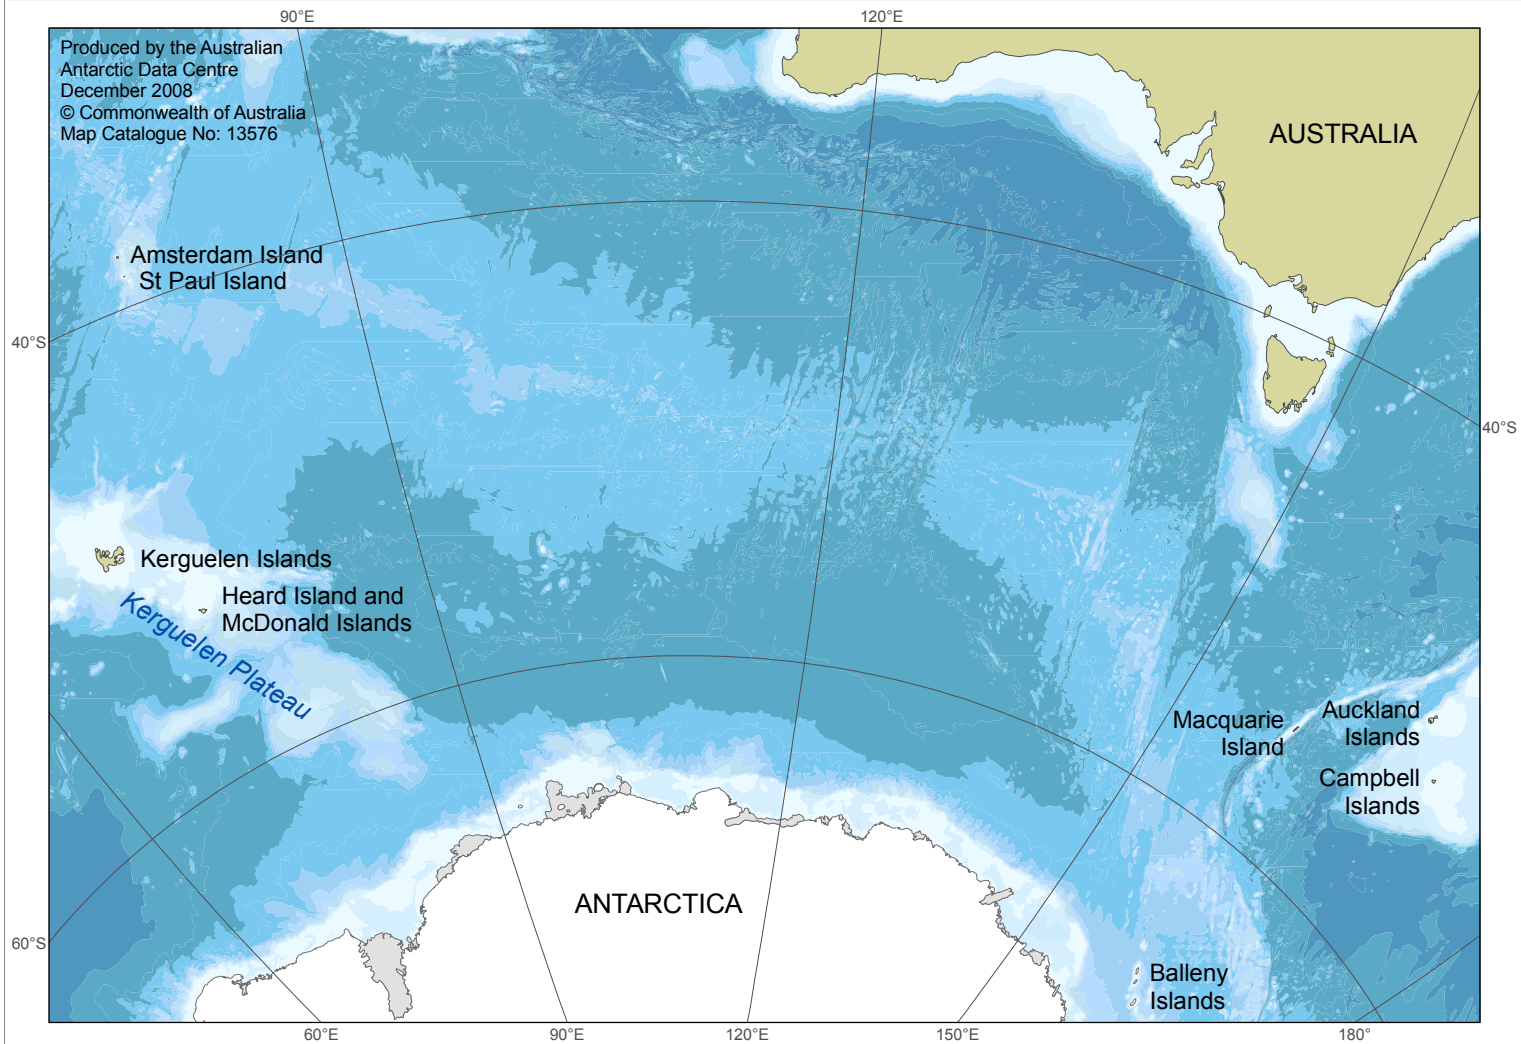 90°E
120°E
Produced by the Australian
Antarctic Data Centre
December 2008
© Commonwealth of Australia
Map Catalogue No: 13576
AUSTRALIA
Amsterdam Island
St Paul Island
40°S
40°S
Kerguelen Islands
Heard Island and
McDonald Islands
Kerguelen Plateau
Macquarie
Island
Auckland
Islands
Campbell
Islands
ANTARCTICA
60°S
Balleny
Islands
60°E
90°E
120°E
150°E
180°